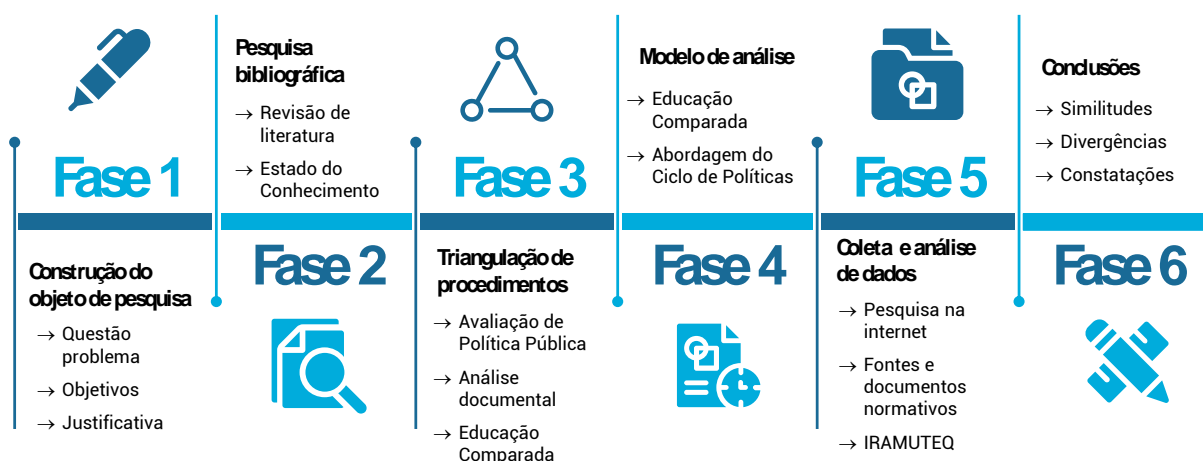 Fase 1
Construção do
objeto de pesquisa
→ Questão
problema
→ Objetivos
→ Justificativa
Pesquisa
bibliográfica
→ Revisão de
literatura
→ Estado do
Conhecimento
Fase 2
Fase 3
Triangulação de
procedimentos
→ Avaliação de
Política Pública
→ Análise
documental
→ Educação
Comparada
Modelo de análise
→ Educação
Comparada
→ Abordagem do
Ciclo de Políticas
Fase 4
Fase 5
Coleta e análise
de dados
→ Pesquisa na
internet
→ Fontes e
documentos
normativos
→ IRAMUTEQ
Conclusões
→ Similitudes
→ Divergências
→ Constatações
Fase 6